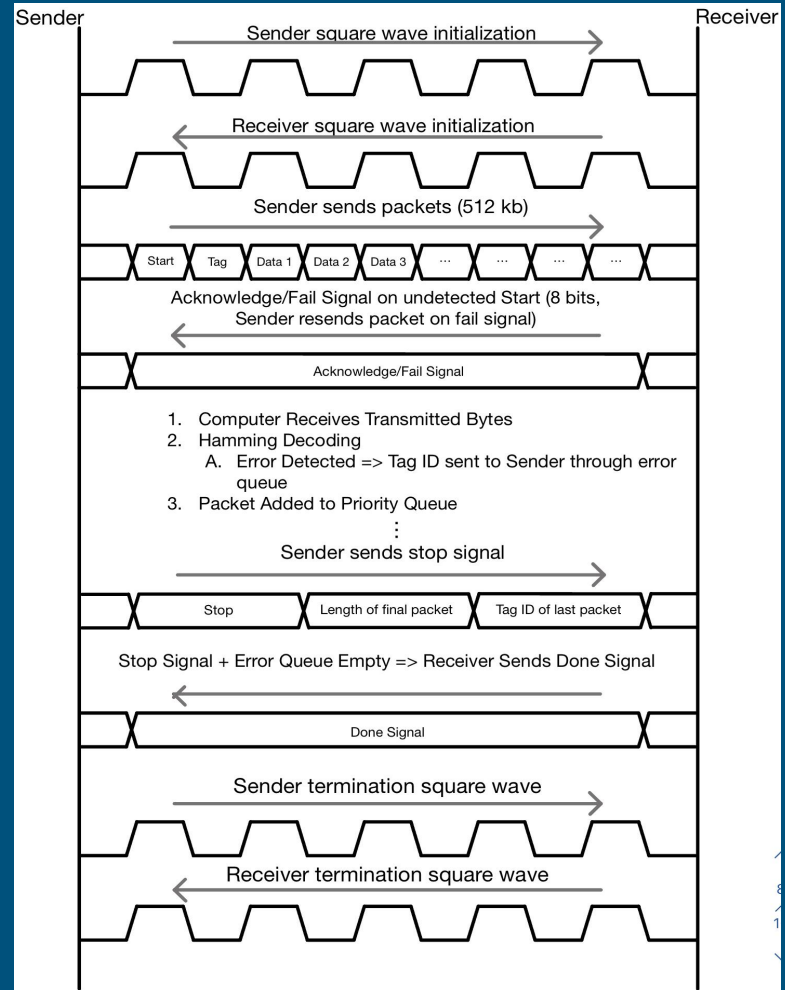 Sender
Receiver
Sender square wave initialization
Receiver square wave initialization
Sender sends packets (512 kb)
Start Tag Data 1 Data 2 Data 3 ... ... ... ...
Acknowledge/Fail Signal on undetected Start (8 bits,
Sender resends packet on fail signal)
Acknowledge/Fail Signal
1. Computer Receives Transmitted Bytes
2. Hamming Decoding
A. Error Detected => Tag ID sent to Sender through error
queue
3. Packet Added to Priority Queue
⋮
Sender sends stop signal
Stop Length of final packet Tag ID of last packet
Stop Signal + Error Queue Empty => Receiver Sends Done Signal
Done Signal
Sender termination square wave
Receiver termination square wave